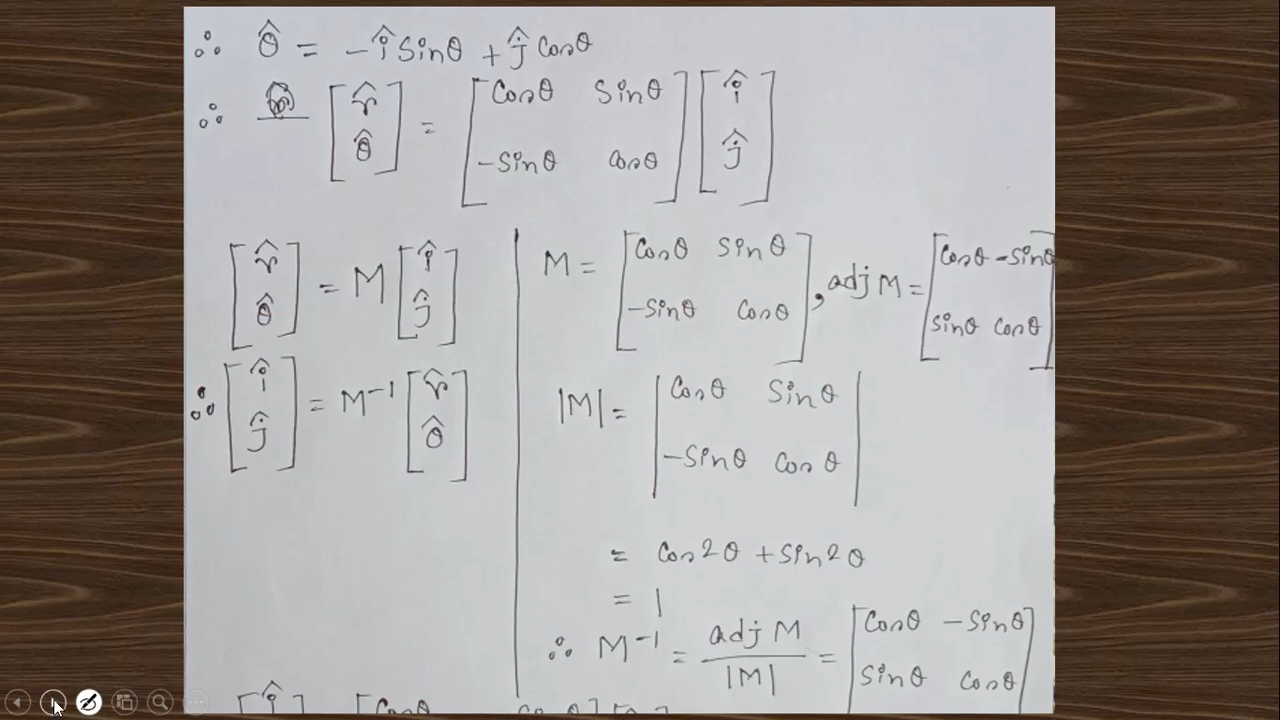 ∴ θ̂ = -î Sinθ + ĵ Cosθ
∴ [r̂ θ̂] = [Cosθ Sinθ -Sinθ Cosθ] [î ĵ]
[r̂ θ̂] = M [î ĵ]
∴ [î ĵ] = M⁻¹ [r̂ θ̂]
M = [Cosθ Sinθ -Sinθ Cosθ], adj M = [Cosθ -Sinθ Sinθ Cosθ]
|M| = |Cosθ Sinθ -Sinθ Cosθ|
= Cos2θ + Sin2θ
= 1
∴ M⁻¹ = adj M / |M| = [Cosθ -Sinθ Sinθ Cosθ]